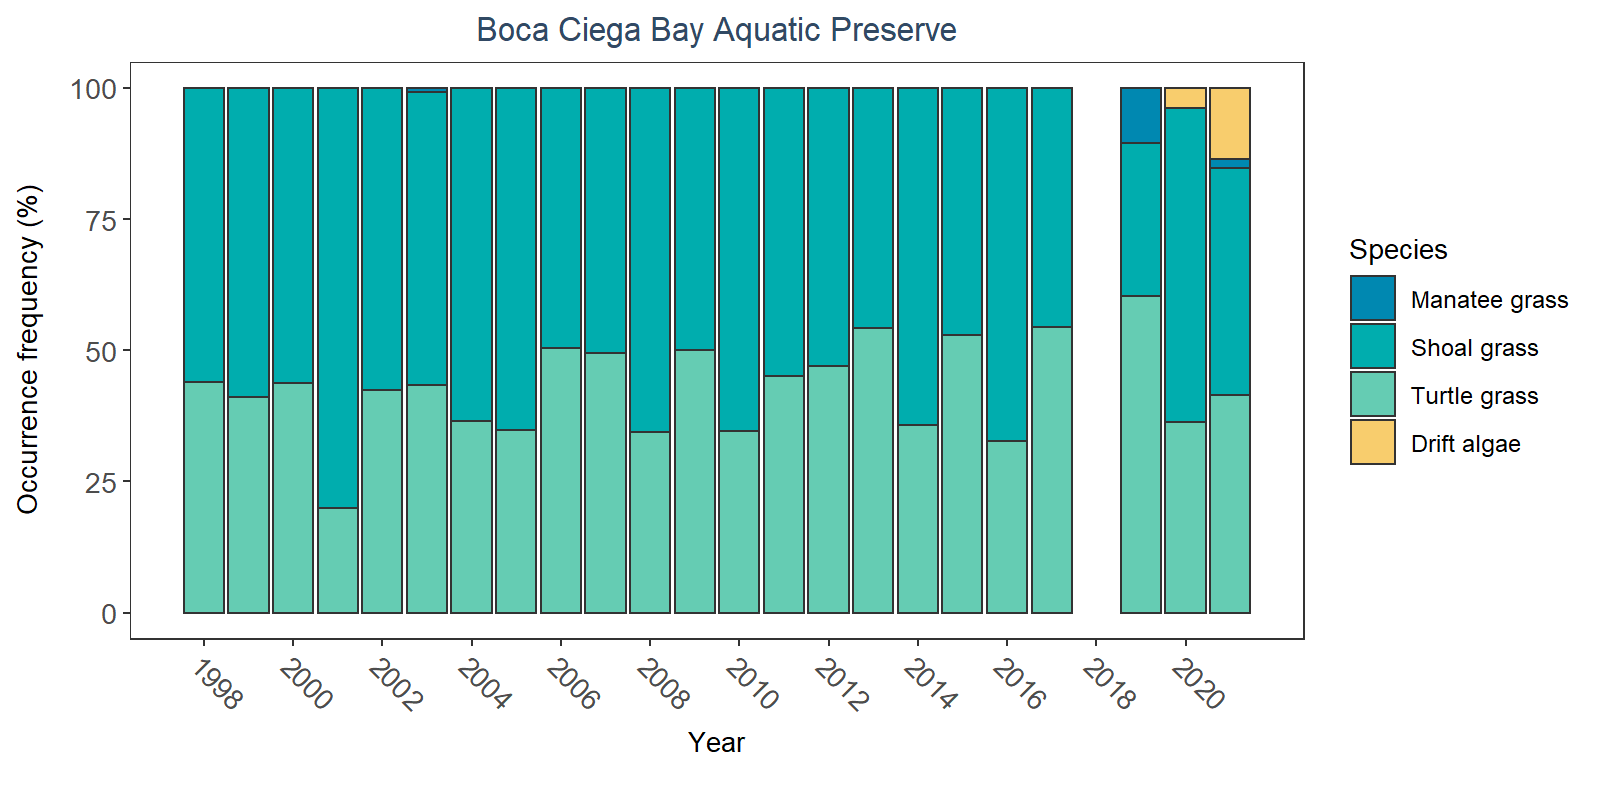 Boca Ciega Bay Aquatic Preserve
Occurrence frequency (%)
100
75
50
25
0
1998
2000
2002
2004
2006
2008
2010
2012
2014
2016
2018
2020
Year
Species
Manatee grass
Shoal grass
Turtle grass
Drift algae